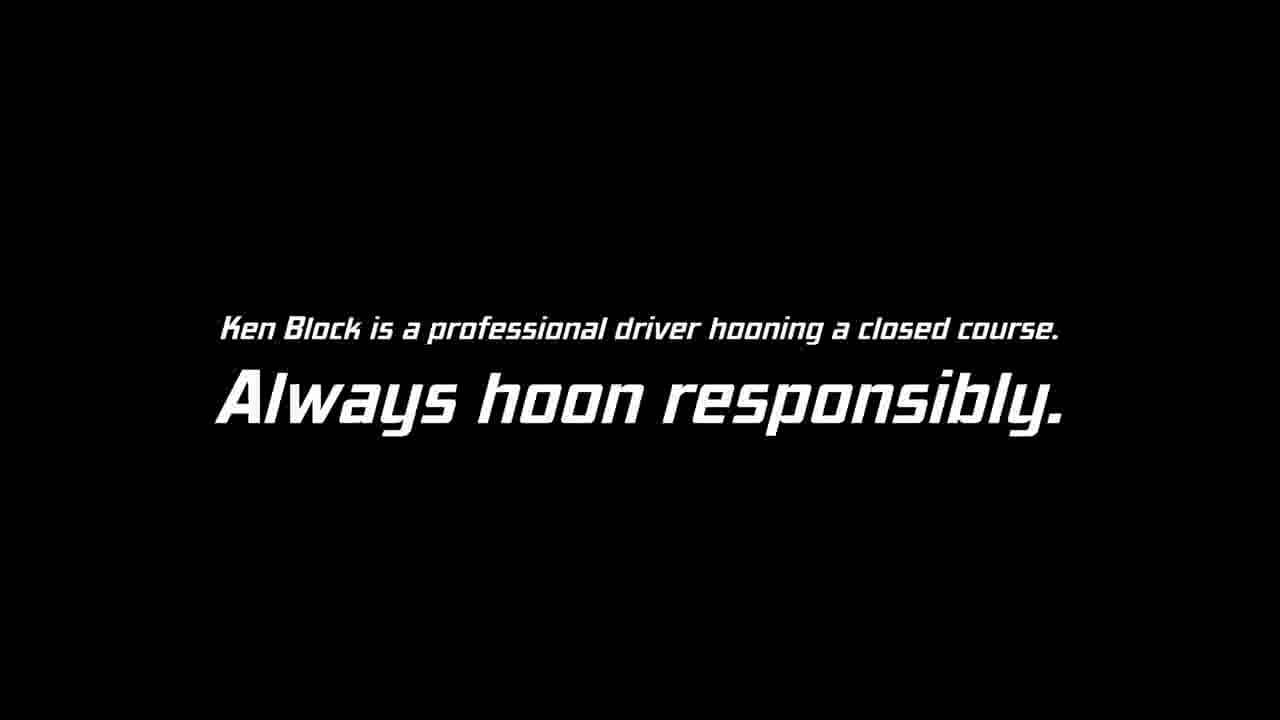 Ken Block is a professional driver hooning a closed course.
Always hoon responsibly.